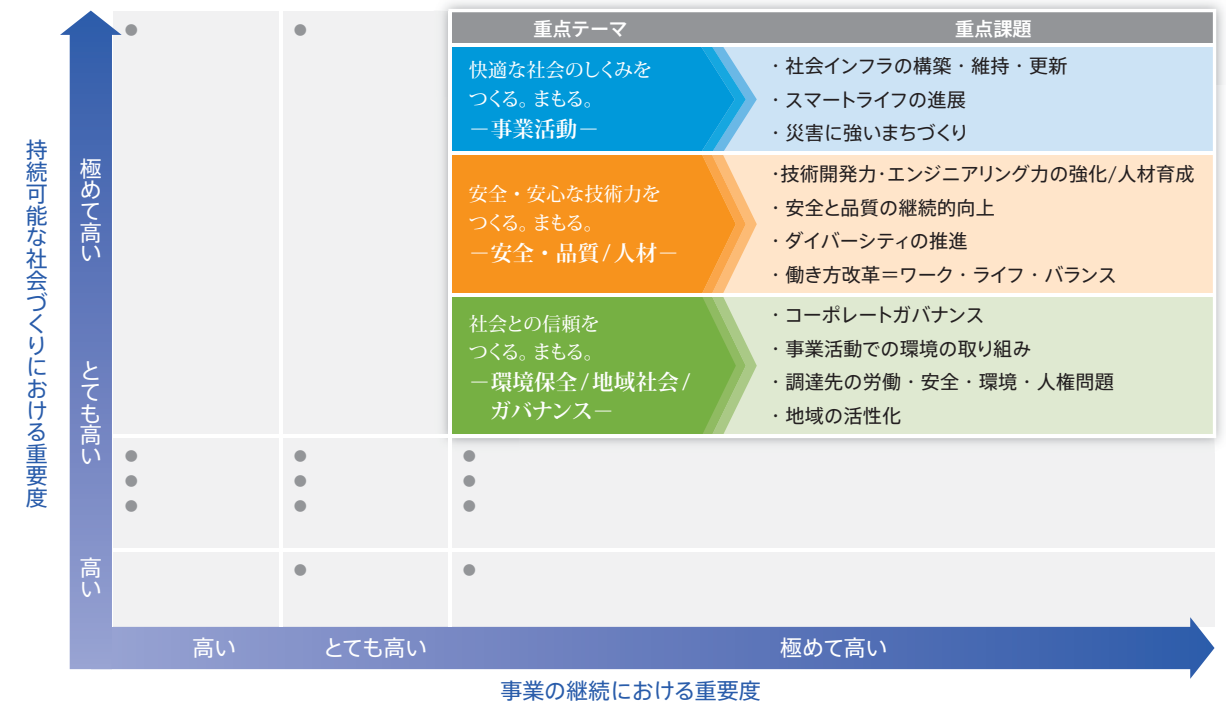 持続可能な社会づくりにおける重要度
極めて高い
とても高い
高い
重点テーマ
重点課題
快適な社会のしくみを
つくる。まもる。
－事業活動－
・社会インフラの構築・維持・更新
・スマートライフの進展
・災害に強いまちづくり
安全・安心な技術力を
つくる。まもる。
－安全・品質/人材－
・技術開発力・エンジニアリング力の強化/人材育成
・安全と品質の継続的向上
・ダイバーシティの推進
・働き方改革＝ワーク・ライフ・バランス
社会との信頼を
つくる。まもる。
－環境保全/地域社会/
ガバナンス－
・コーポレートガバナンス
・事業活動での環境の取り組み
・調達先の労働・安全・環境・人権問題
・地域の活性化
高い
とても高い
極めて高い
事業の継続における重要度